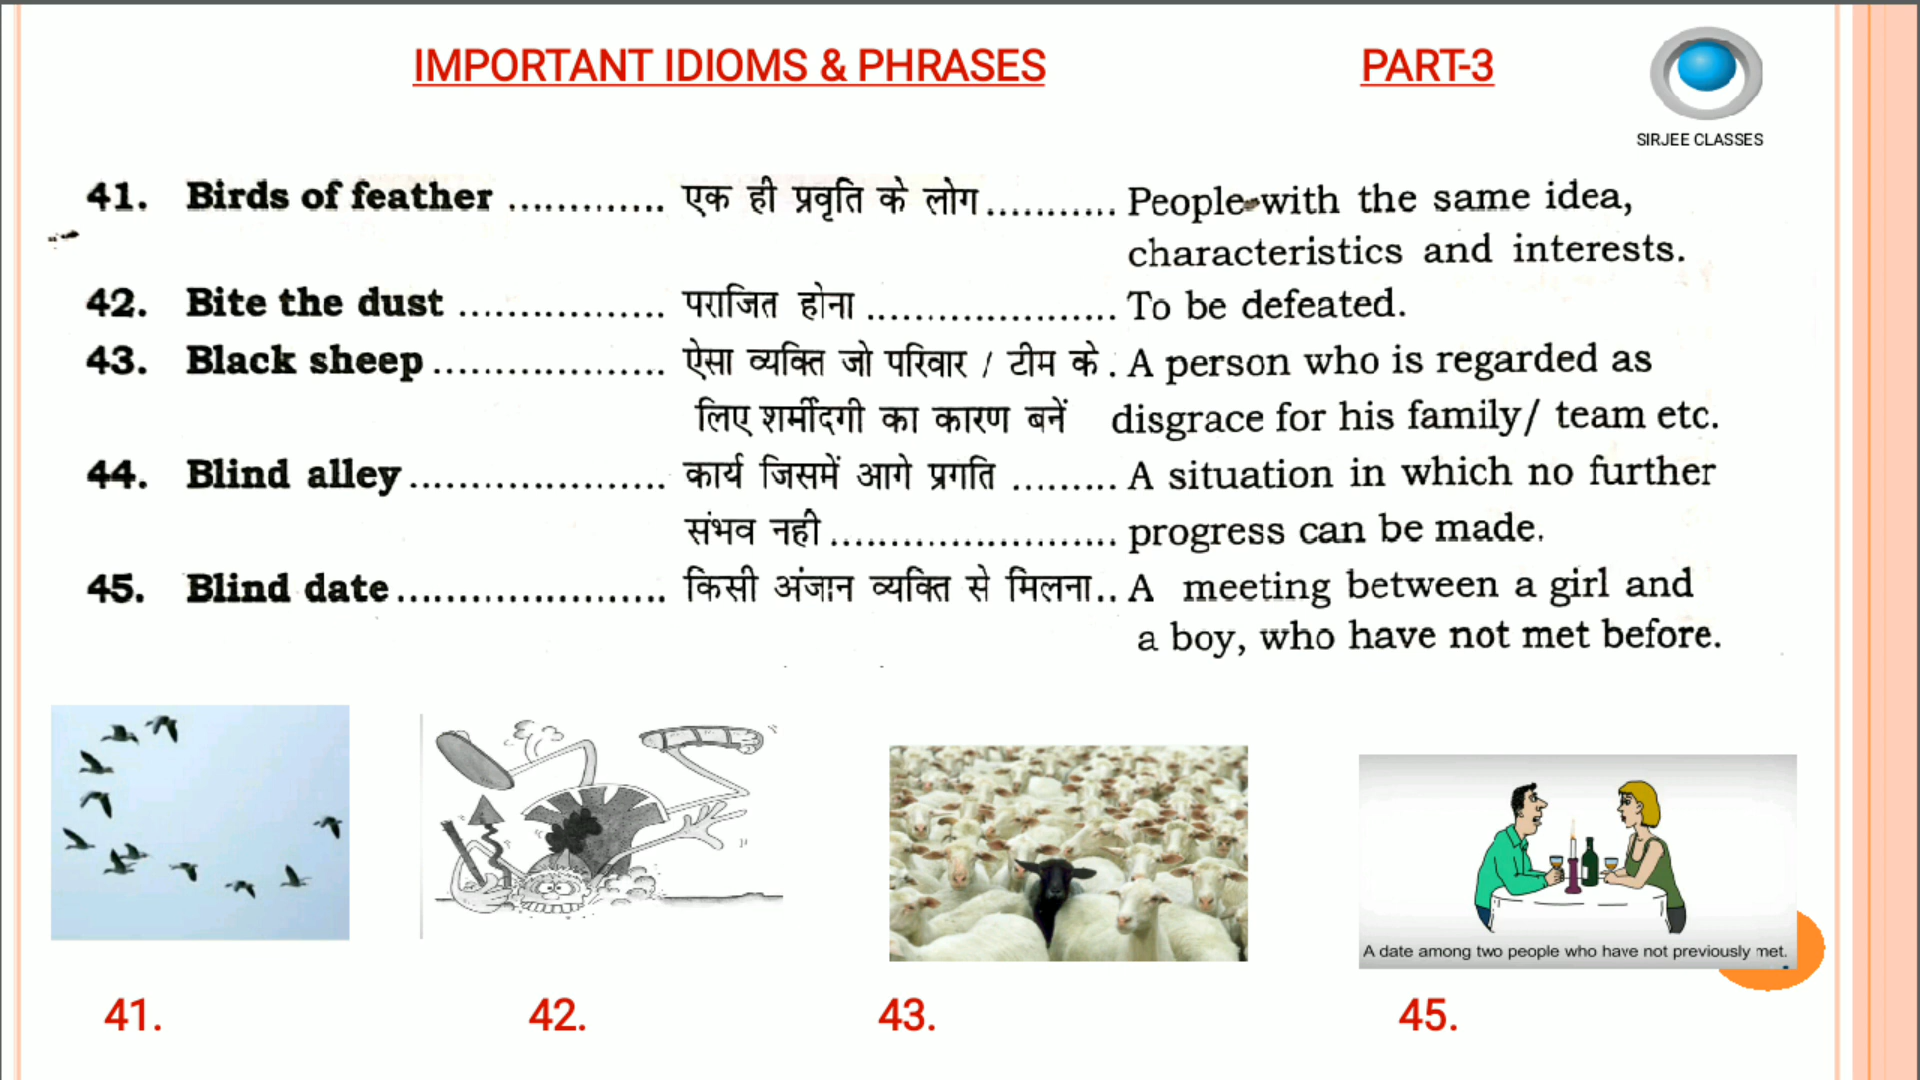 IMPORTANT IDIOMS & PHRASES PART-3
SIRJEE CLASSES
41. Birds of feather ............. एक ही प्रवृति के लोग ........... People with the same idea,
characteristics and interests.
42. Bite the dust ................. पराजित होना ..................... To be defeated.
43. Black sheep ................... ऐसा व्यक्ति जो परिवार / टीम के . A person who is regarded as
लिए शर्मींदगी का कारण बनें disgrace for his family/ team etc.
44. Blind alley ..................... कार्य जिसमें आगे प्रगति ......... A situation in which no further
संभव नही ........................ progress can be made.
45. Blind date ...................... किसी अंजान व्यक्ति से मिलना.. A meeting between a girl and
a boy, who have not met before.
A date among two people who have not previously met.
41. 42. 43. 45.